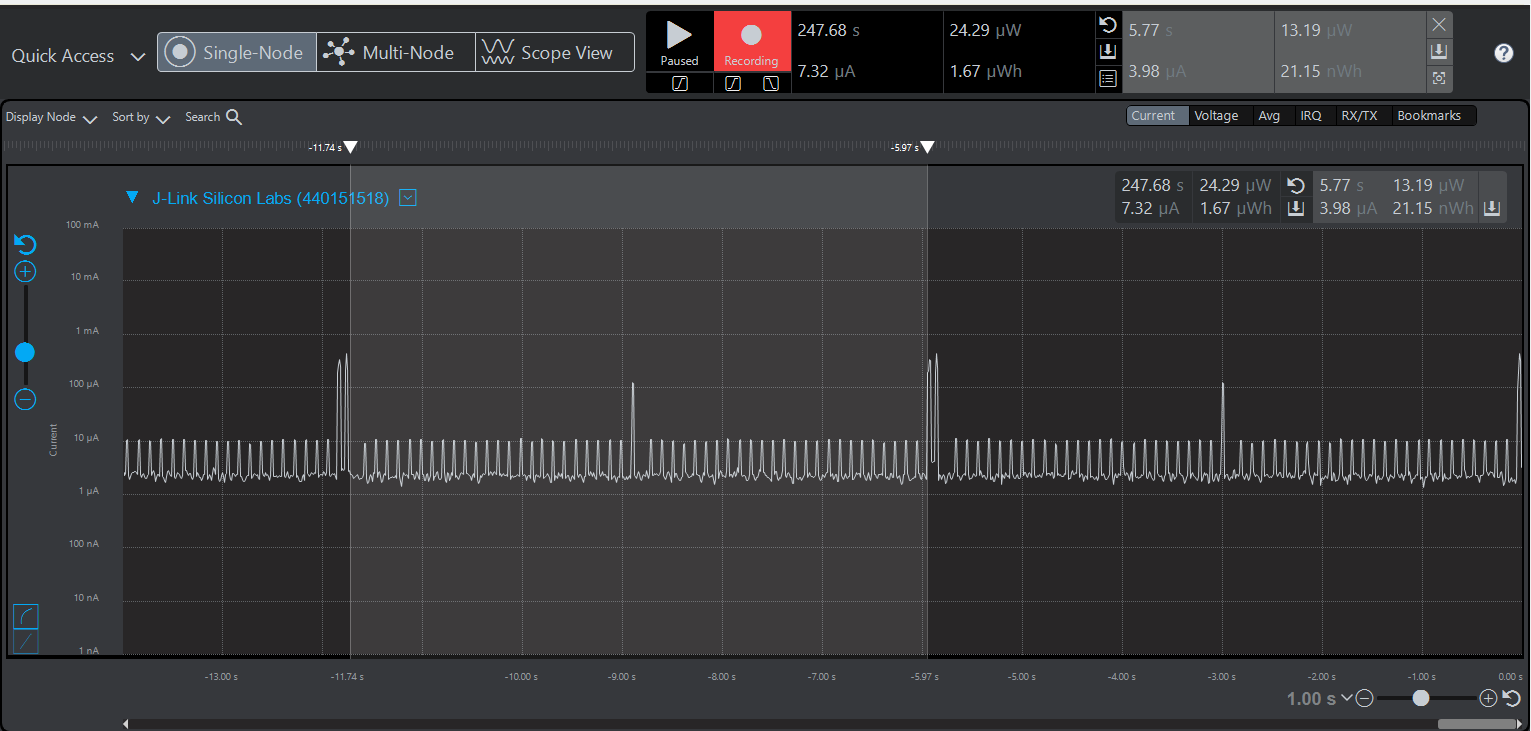 Quick Access
Single-Node
Multi-Node
Scope View
Paused
Recording
247.68 s
7.32 µA
24.29 µW
1.67 µWh
5.77 s
3.98 µA
13.19 µW
21.15 nWh
?
Display Node
Sort by
Search
Current
Voltage
Avg
IRQ
RX/TX
Bookmarks
-11.74 s
-5.97 s
J-Link Silicon Labs (440151518)
247.68 s
7.32 µA
24.29 µW
1.67 µWh
5.77 s
3.98 µA
13.19 µW
21.15 nWh
100 mA
10 mA
1 mA
100 µA
10 µA
1 µA
100 nA
10 nA
1 nA
Current
-13.00 s
-11.74 s
-10.00 s
-9.00 s
-8.00 s
-7.00 s
-5.97 s
-5.00 s
-4.00 s
-3.00 s
-2.00 s
-1.00 s
0.00 s
1.00 s